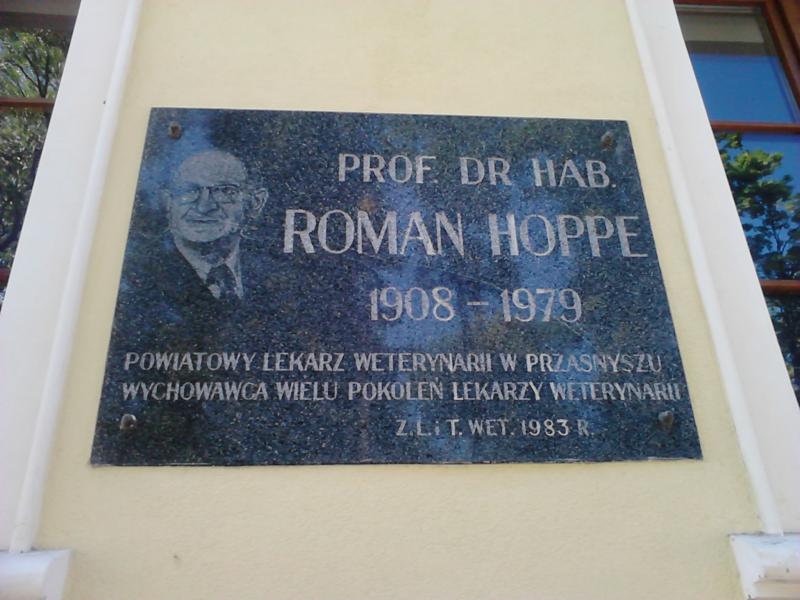 PROF DR HAB.
ROMAN HOPPE
1908 – 1979
POWIATOWY LEKARZ WETERYNARII W PRZASNYSZU
WYCHOWAWCA WIELU POKOLEŃ LEKARZY WETERYNARII
Z.L. i T. WET. 1983 R.